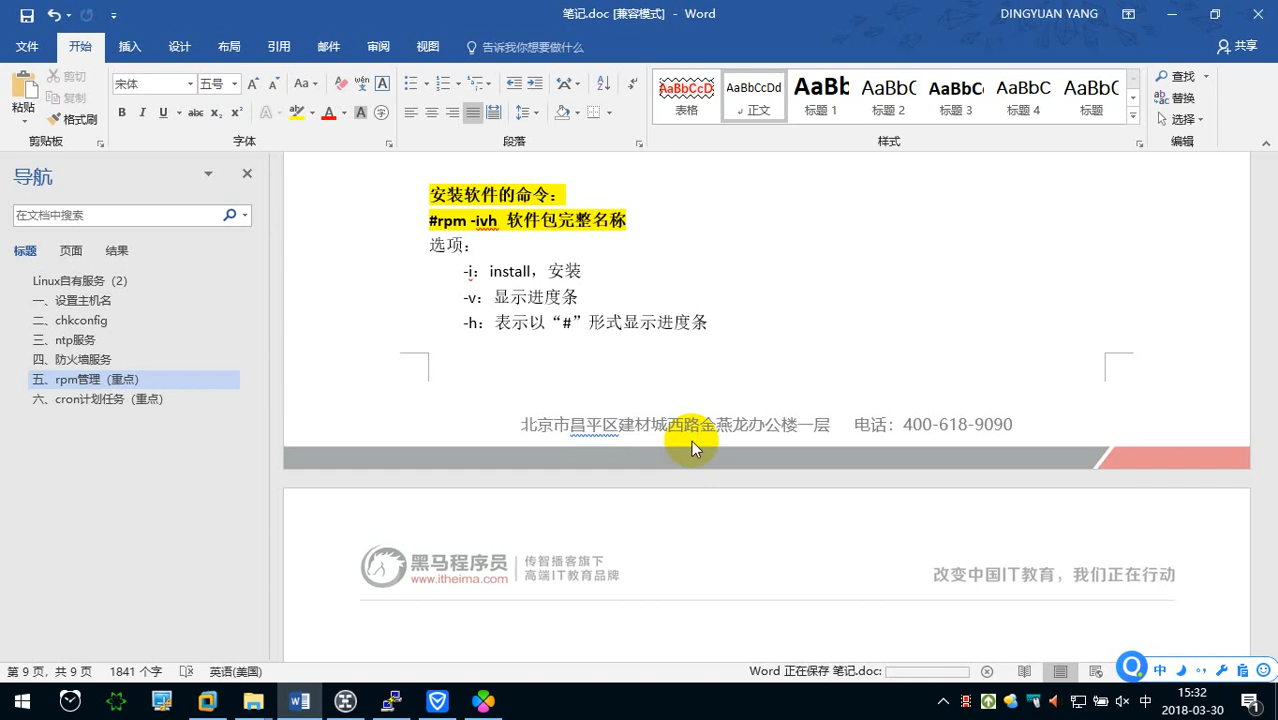 笔记.doc [兼容模式] - Word
DINGYUAN YANG
文件 开始 插入 设计 布局 引用 邮件 审阅 视图 告诉我你想要做什么 共享
粘贴 剪切 复制 格式刷
宋体 五号
剪贴板 字体 段落 样式 编辑
AaBbCcD 表格
AaBbCcDd 正文
AaBb 标题 1
AaBbC 标题 2
AaBbC 标题 3
AaBbC 标题 4
AaBbC 标题
查找
替换
选择
导航
在文档中搜索
标题 页面 结果
Linux自有服务（2）
一、设置主机名
二、chkconfig
三、ntp服务
四、防火墙服务
五、rpm管理（重点）
六、cron计划任务（重点）
安装软件的命令：
#rpm -ivh 软件包完整名称
选项：
-i：install，安装
-v：显示进度条
-h：表示以“#”形式显示进度条
北京市昌平区建材城西路金燕龙办公楼一层 电话：400-618-9090
黑马程序员
www.itheima.com
传智播客旗下
高端IT教育品牌
改变中国IT教育，我们正在行动
第 9 页，共 9 页 1841 个字 英语(美国)
Word 正在保存 笔记.doc:
中
中
15:32
2018-03-30